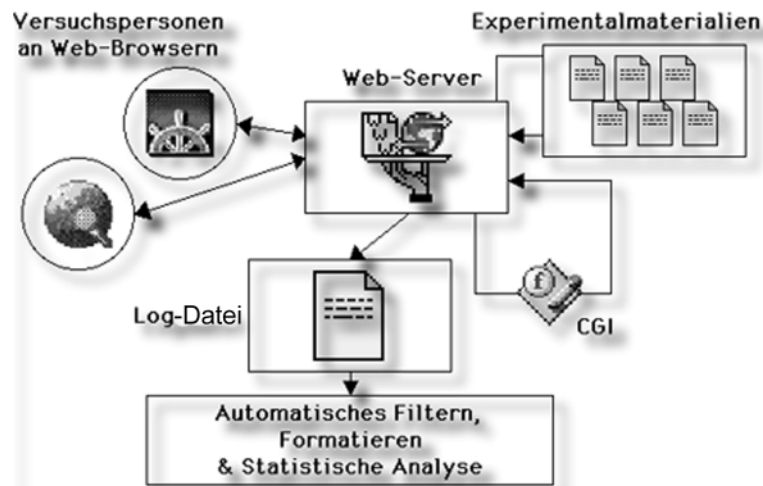 Versuchspersonen
an Web-Browsern
Experimentalmaterialien
Web-Server
Log-Datei
CGI
Automatisches Filtern,
Formatieren
& Statistische Analyse